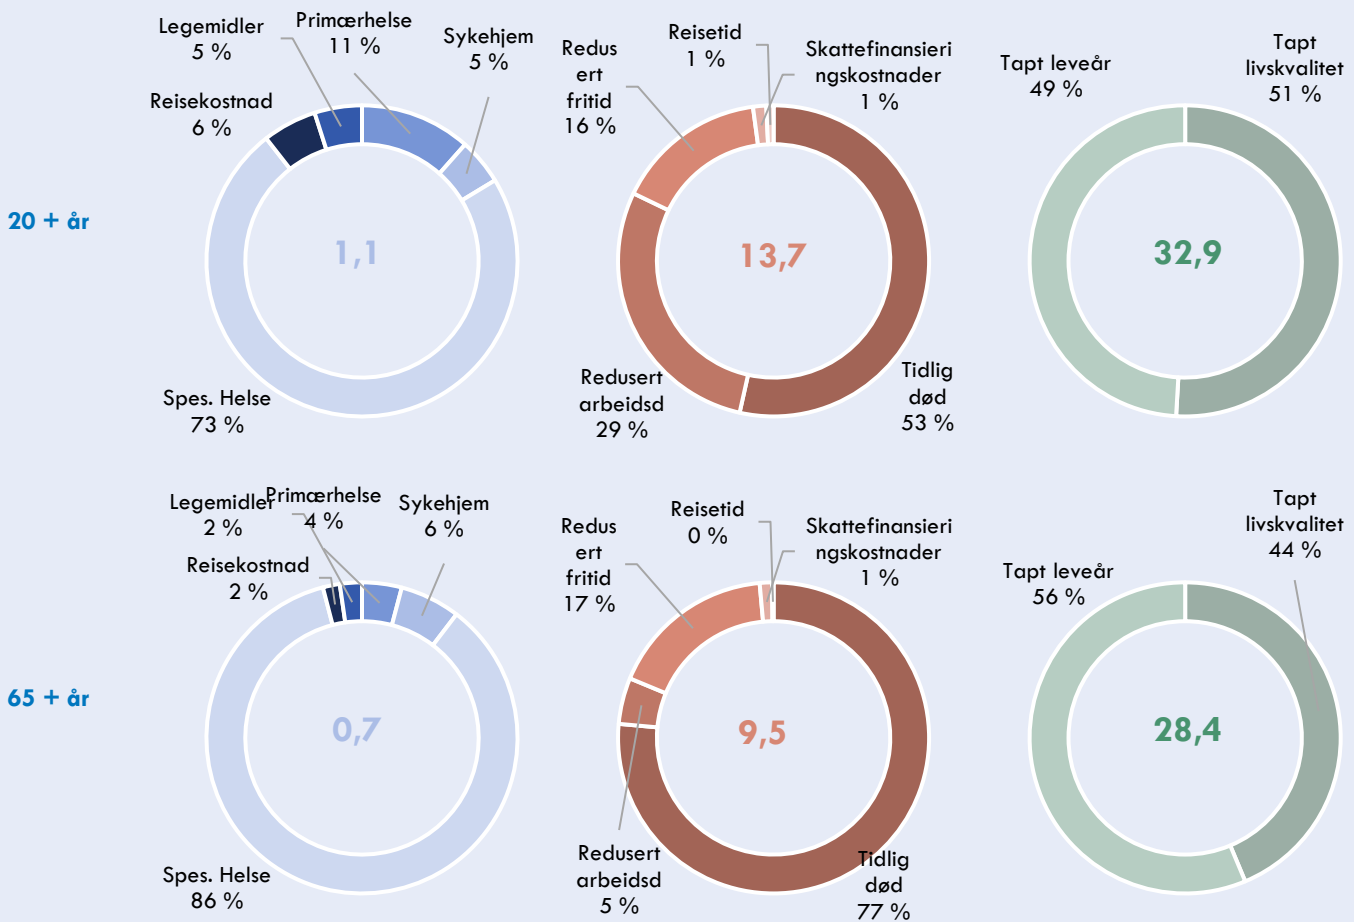 20 + år
Legemidler
5 %
Primærhelse
11 %
Sykehjem
5 %
Reisekostnad
6 %
1,1
Spes. Helse
73 %
Redus
ert
fritid
16 %
Reisetid
1 %
Skattefinansieri
ngskostnader
1 %
13,7
Redusert
arbeidsd
29 %
Tidlig
død
53 %
Tapt leveår
49 %
Tapt
livskvalitet
51 %
32,9
65 + år
Legemidler
2 %
Primærhelse
4 %
Sykehjem
6 %
Reisekostnad
2 %
0,7
Spes. Helse
86 %
Redus
ert
fritid
17 %
Reisetid
0 %
Skattefinansieri
ngskostnader
1 %
9,5
Redusert
arbeidsd
5 %
Tidlig
død
77 %
Tapt leveår
56 %
Tapt
livskvalitet
44 %
28,4